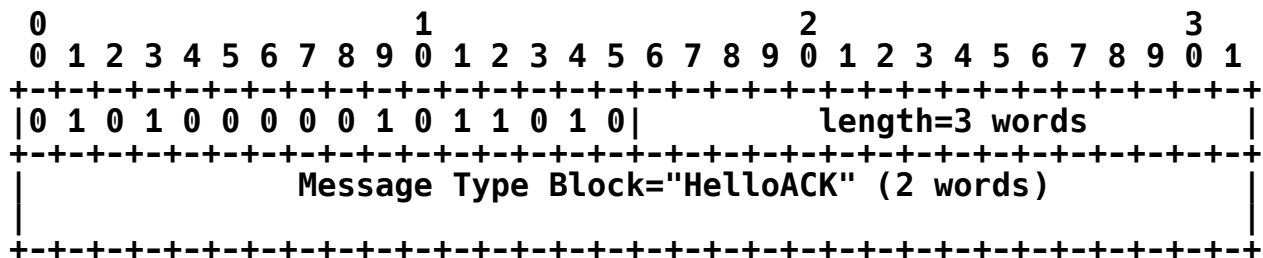 0                   1                   2                   3
 0 1 2 3 4 5 6 7 8 9 0 1 2 3 4 5 6 7 8 9 0 1 2 3 4 5 6 7 8 9 0 1
+-+-+-+-+-+-+-+-+-+-+-+-+-+-+-+-+-+-+-+-+-+-+-+-+-+-+-+-+-+-+-+-+
|0 1 0 1 0 0 0 0 0 1 0 1 1 0 1 0|         length=3 words        |
+-+-+-+-+-+-+-+-+-+-+-+-+-+-+-+-+-+-+-+-+-+-+-+-+-+-+-+-+-+-+-+-+
|              Message Type Block="HelloACK" (2 words)          |
|                                                               |
+-+-+-+-+-+-+-+-+-+-+-+-+-+-+-+-+-+-+-+-+-+-+-+-+-+-+-+-+-+-+-+-+